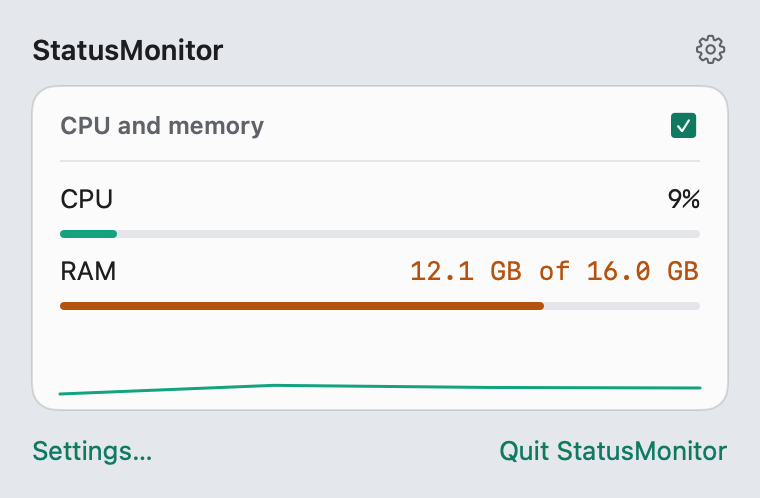 StatusMonitor
CPU and memory
CPU 9%
RAM 12.1 GB of 16.0 GB
Settings... Quit StatusMonitor